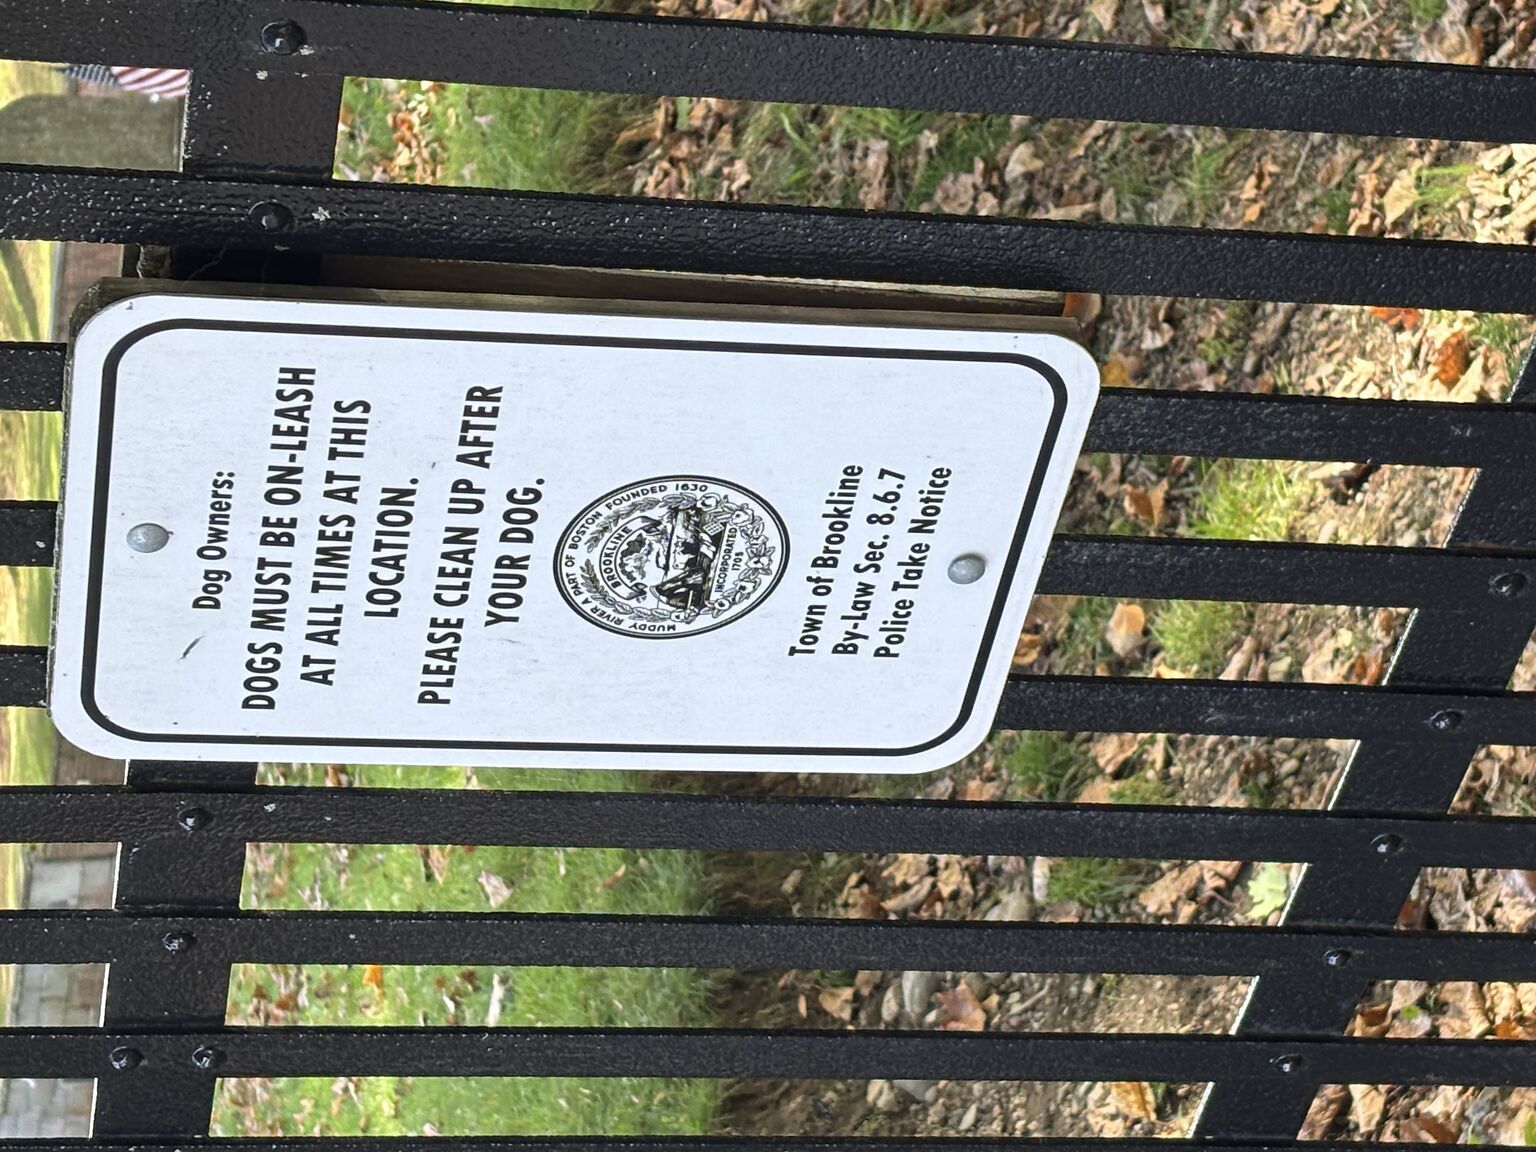 Dog Owners:
DOGS MUST BE ON-LEASH
AT ALL TIMES AT THIS
LOCATION.
PLEASE CLEAN UP AFTER
YOUR DOG.
MUDDY RIVER A PART OF BOSTON FOUNDED 1630
BROOKLINE
INCORPORATED
1705
Town of Brookline
By-Law Sec. 8.6.7
Police Take Notice